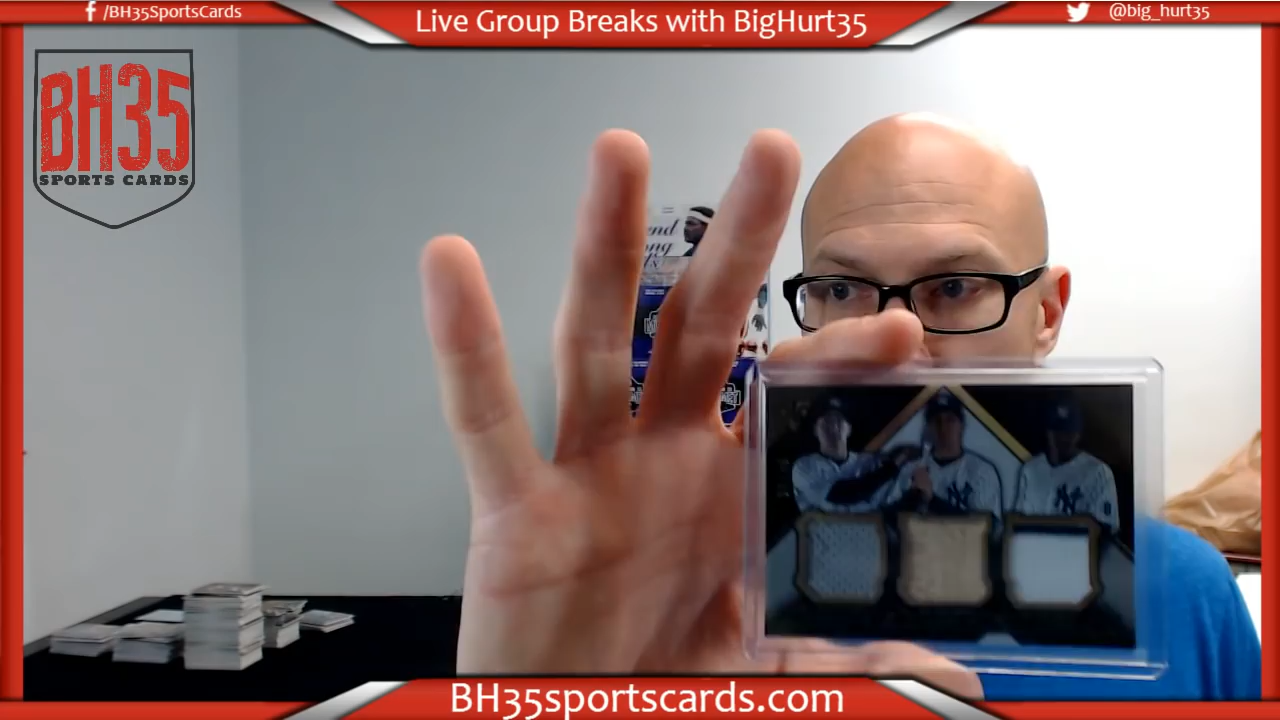 /BH35SportsCards
Live Group Breaks with BigHurt35
@big_hurt35
BH35
SPORTS CARDS
BH35sportscards.com